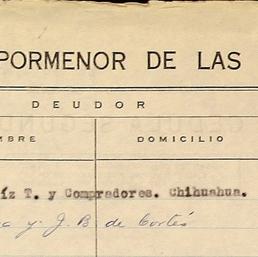 PORMENOR DE LAS
DEUDOR
MBRE DOMICILIO
íz T. y Compradores. Chihuahua.
a y J. B de Cortés